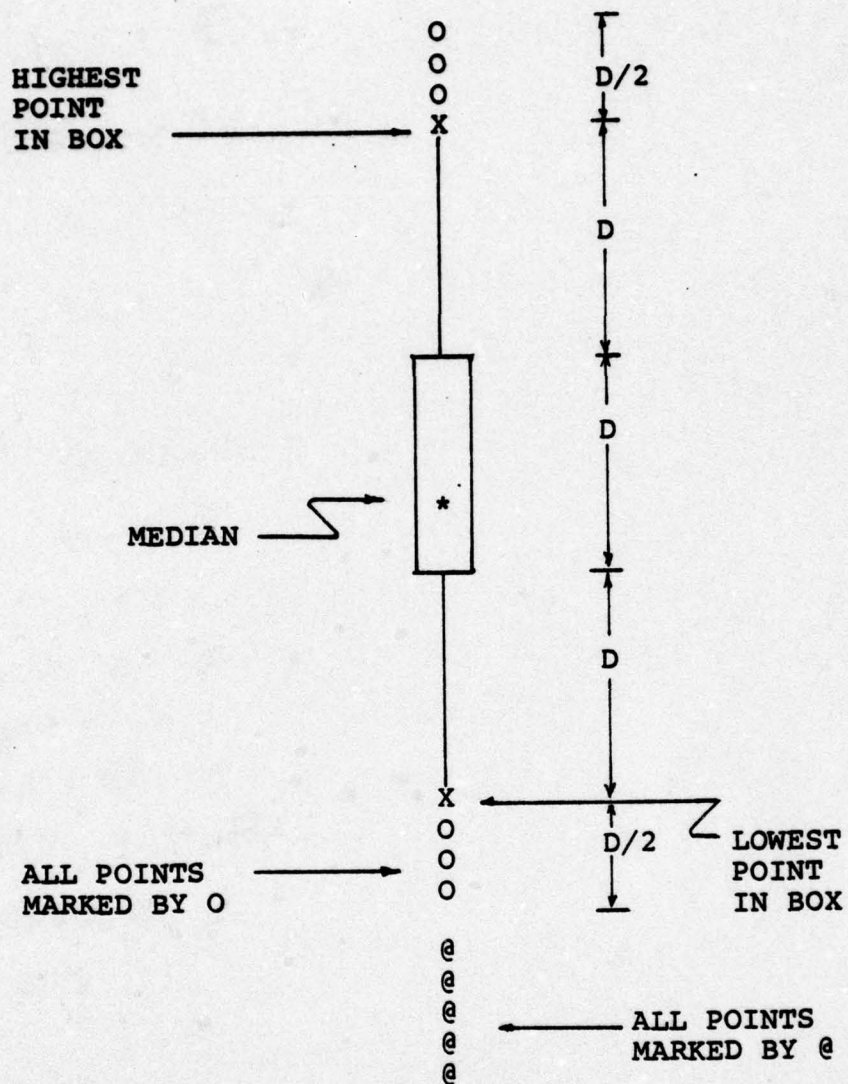 O
O
O
X
HIGHEST
POINT
IN BOX
D/2
D
D
*
MEDIAN
D
X
O
O
O
D/2
LOWEST
POINT
IN BOX
ALL POINTS
MARKED BY O
@
@
@
@
@
ALL POINTS
MARKED BY @